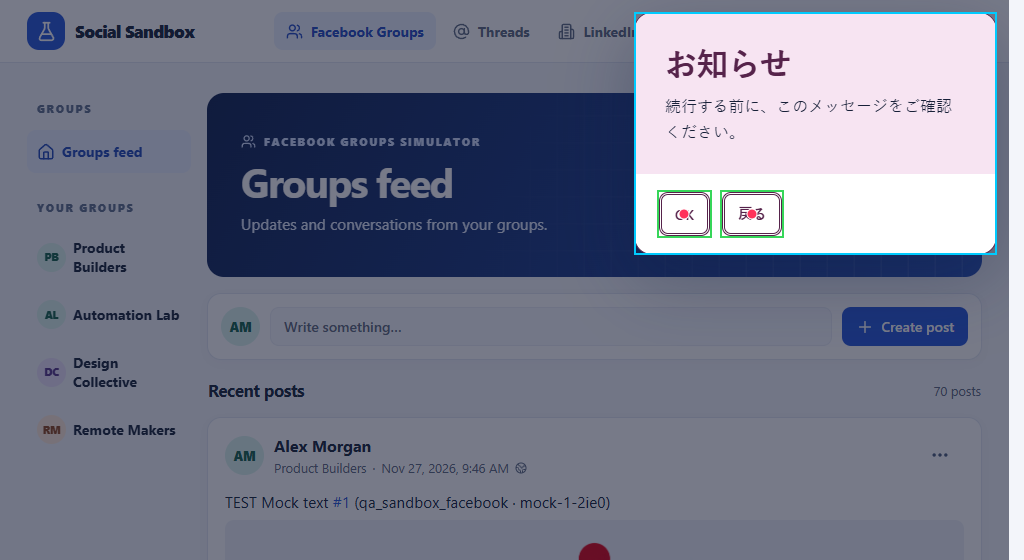 Social Sandbox
Facebook Groups
Threads
LinkedIn
GROUPS
Groups feed
YOUR GROUPS
PB
Product
Builders
AL
Automation Lab
DC
Design
Collective
RM
Remote Makers
FACEBOOK GROUPS SIMULATOR
Groups feed
Updates and conversations from your groups.
お知らせ
続行する前に、このメッセージをご確認
ください。
OK
戻る
AM
Write something...
Create post
Recent posts
70 posts
AM
Alex Morgan
Product Builders · Nov 27, 2026, 9:46 AM
TEST Mock text #1 (qa_sandbox_facebook · mock-1-2ie0)